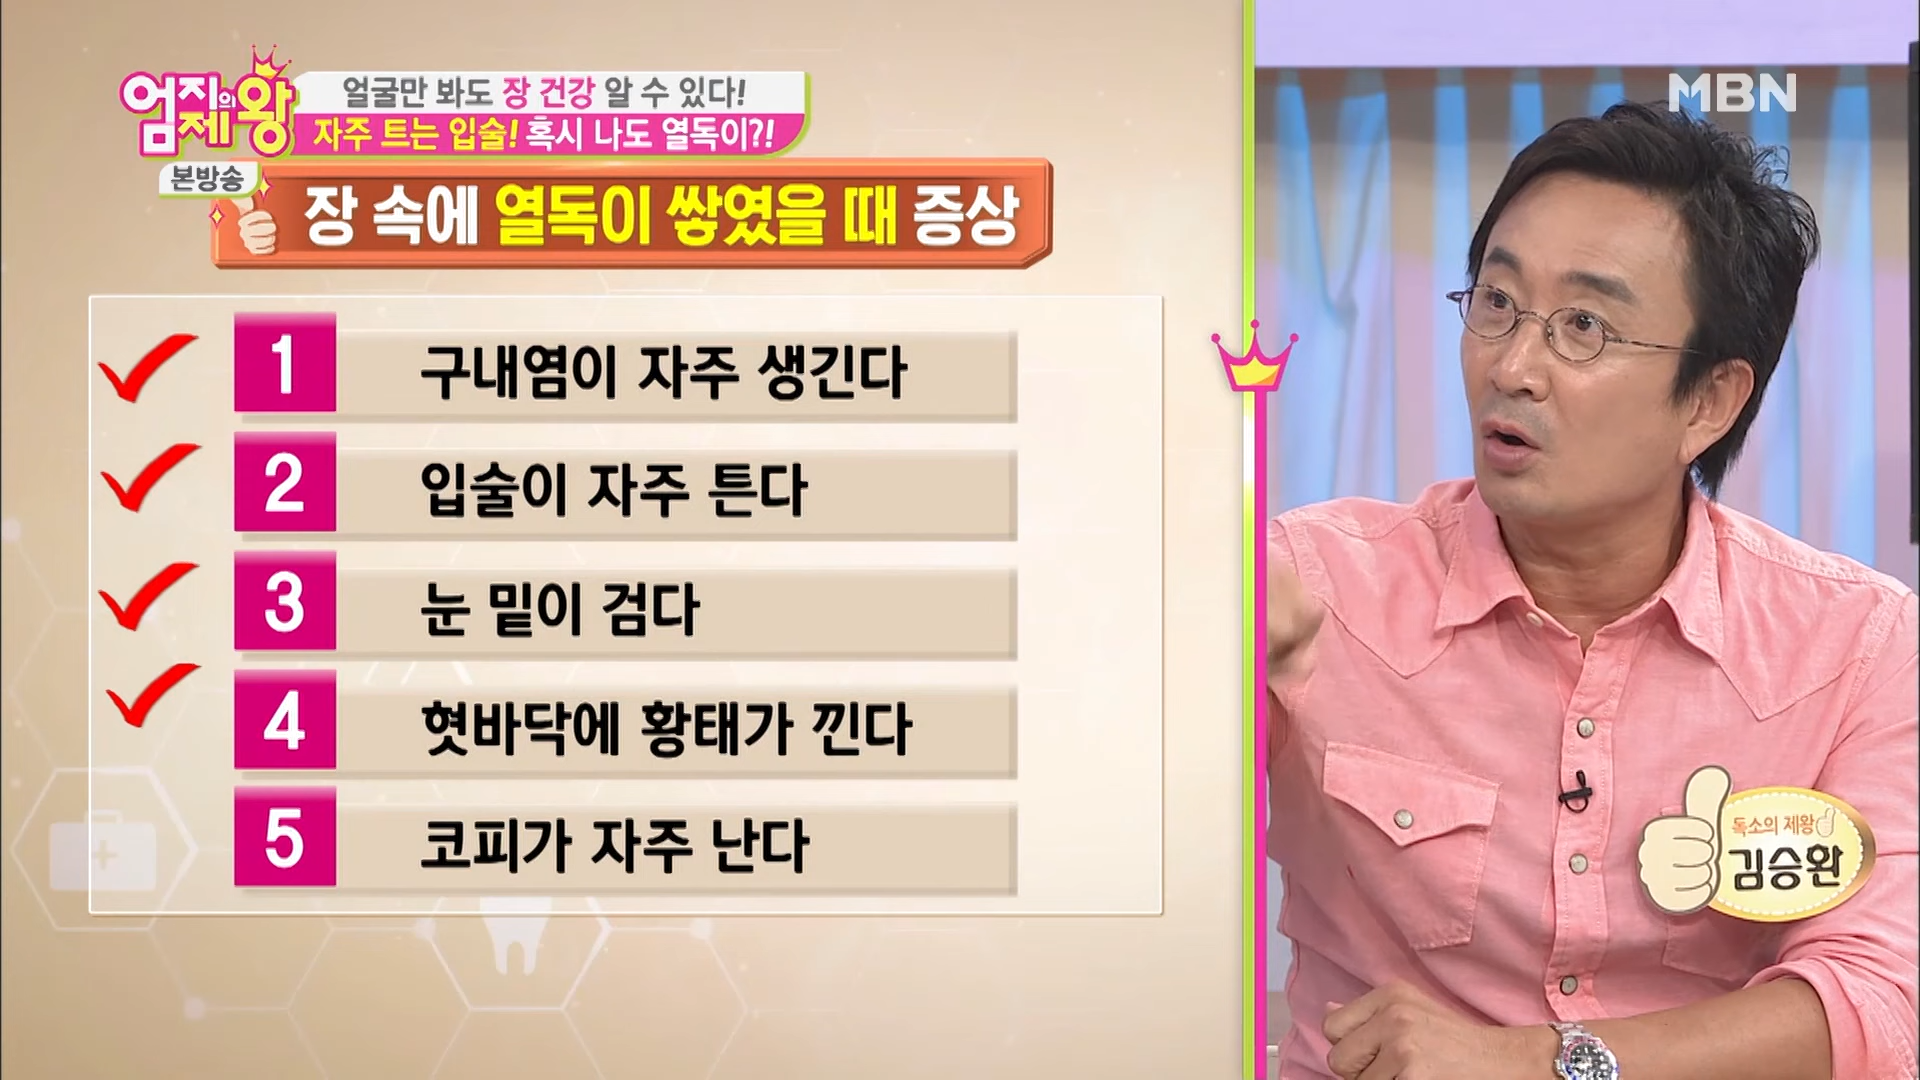 엄지의 제왕
본방송
얼굴만 봐도 장 건강 알 수 있다!
자주 트는 입술! 혹시 나도 열독이?!
MBN
장 속에 열독이 쌓였을 때 증상
1 구내염이 자주 생긴다
2 입술이 자주 튼다
3 눈 밑이 검다
4 혓바닥에 황태가 낀다
5 코피가 자주 난다
독소의 제왕
김승환